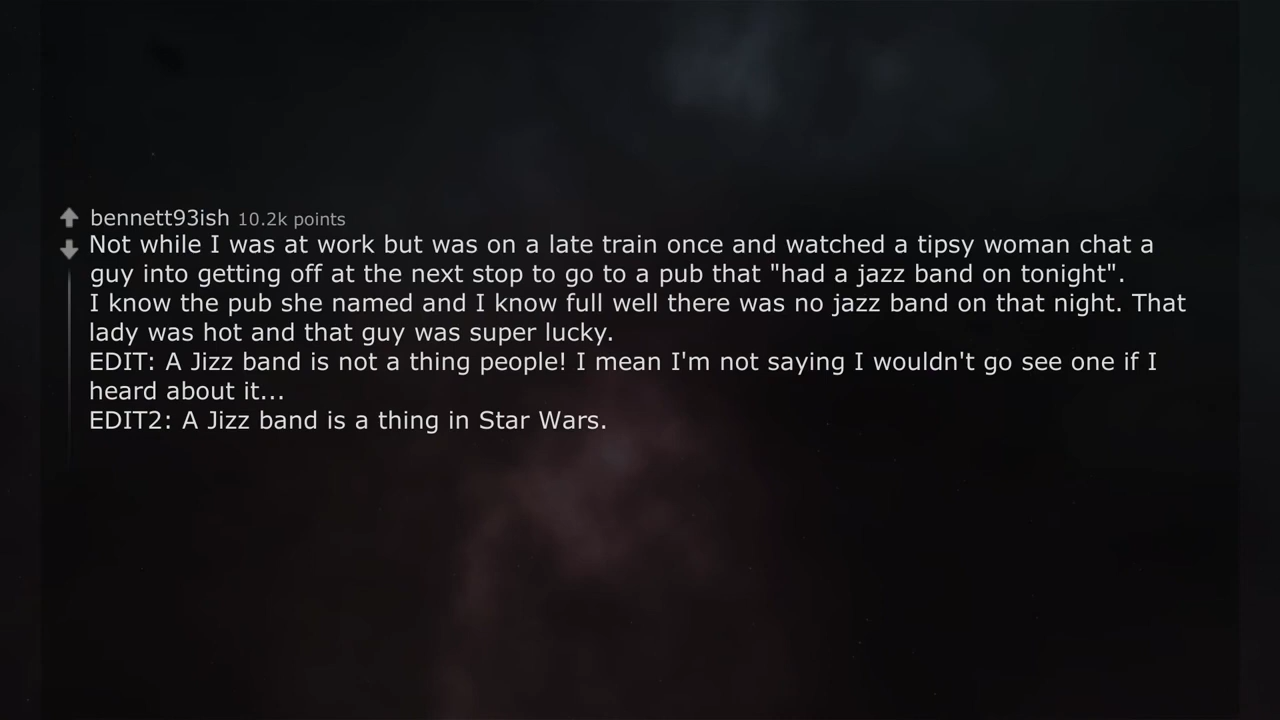 bennett93ish 10.2k points
Not while I was at work but was on a late train once and watched a tipsy woman chat a
guy into getting off at the next stop to go to a pub that "had a jazz band on tonight".
I know the pub she named and I know full well there was no jazz band on that night. That
lady was hot and that guy was super lucky.
EDIT: A Jizz band is not a thing people! I mean I'm not saying I wouldn't go see one if I
heard about it...
EDIT2: A Jizz band is a thing in Star Wars.